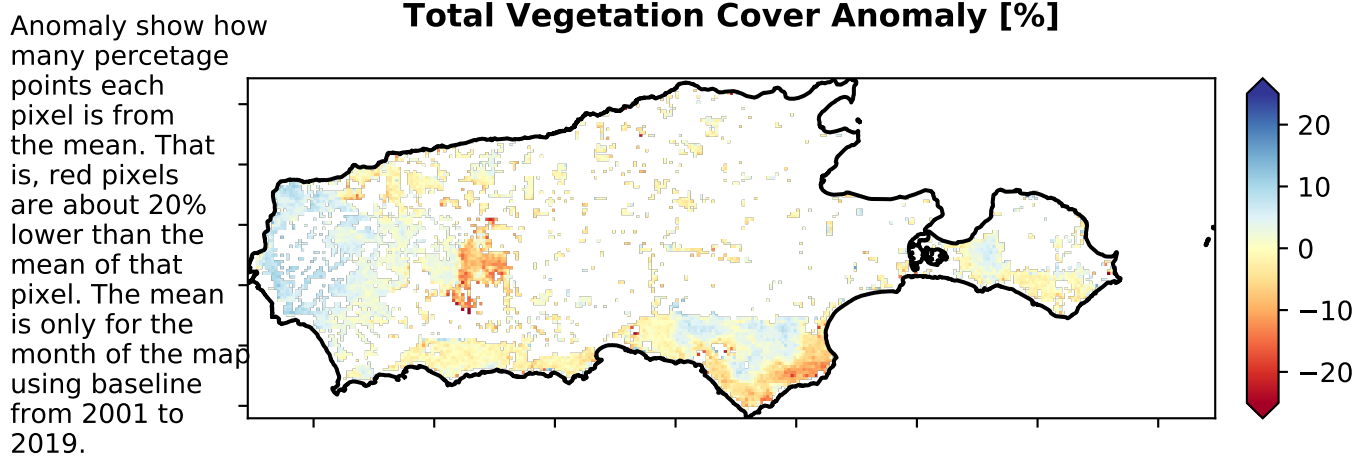 Total Vegetation Cover Anomaly [%]
Anomaly show how
many percetage
points each
pixel is from
the mean. That
is, red pixels
are about 20%
lower than the
mean of that
pixel. The mean
is only for the
month of the map
using baseline
from 2001 to
2019.
20
10
0
−10
−20